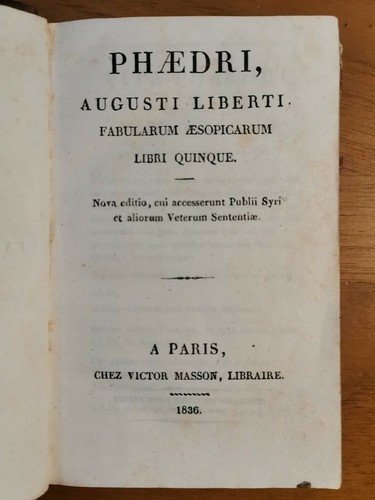 PHÆDRI,
AUGUSTI LIBERTI.
FABULARUM ÆSOPICARUM
LIBRI QUINQUE.
Nova editio, cui accesserunt Publii Syri
et aliorum Veterum Sententiæ.
A PARIS,
CHEZ VICTOR MASSON, LIBRAIRE.
1836.